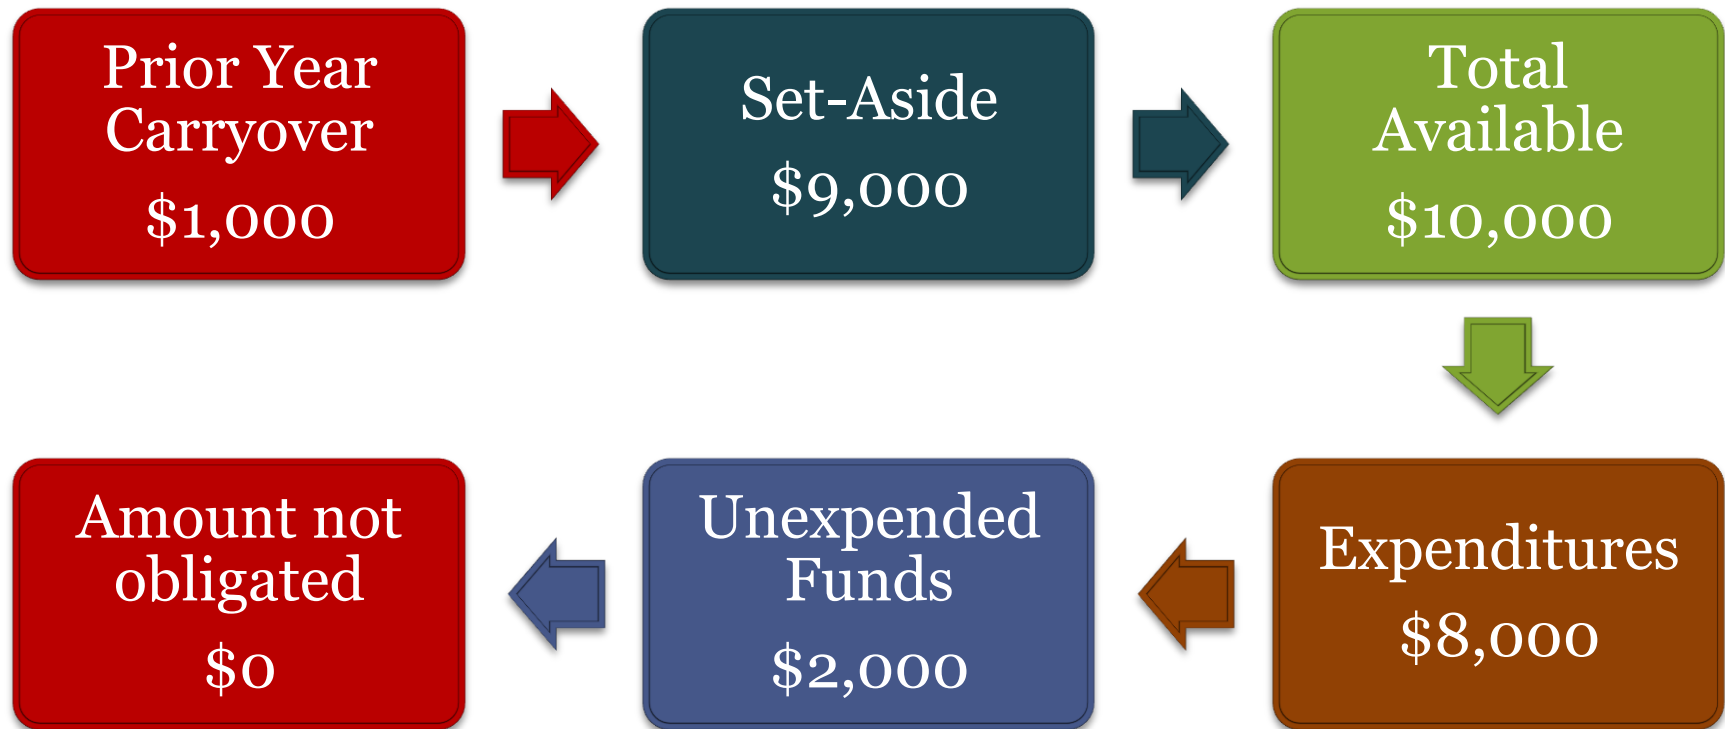 Prior Year
Carryover
$1,000
Set-Aside
$9,000
Total
Available
$10,000
Expenditures
$8,000
Unexpended
Funds
$2,000
Amount not
obligated
$0